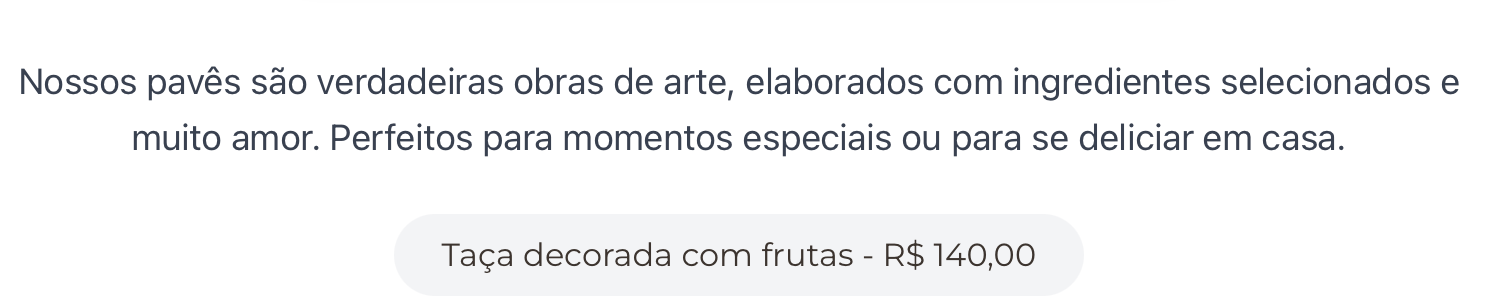 Nossos pavês são verdadeiras obras de arte, elaborados com ingredientes selecionados e
muito amor. Perfeitos para momentos especiais ou para se deliciar em casa.
Taça decorada com frutas - R$ 140,00